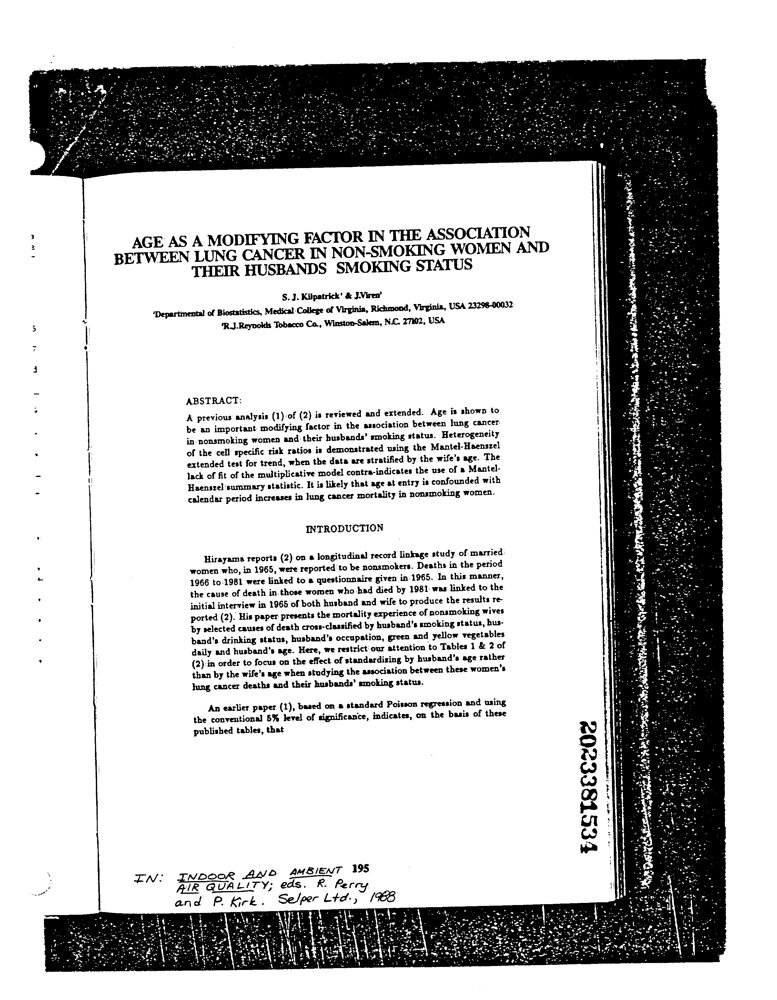 AGE AS A MODIFYING FACTOR IN THE ASSOCIATION
BETWEEN LUNG CANCER IN NON-SMOKING WOMEN AND
THEIR HUSBANDS SMOKING STATUS
S. J. Kilpatrick¹ & J.Viren²
¹Departmental of Biostatistics, Medical College of Virginia, Richmond, Virginia, USA 23298-00032
²R.J.Reynolds Tobacco Co., Winston-Salem, N.C. 27102, USA
ABSTRACT:
A previous analysis (1) of (2) is reviewed and extended. Age is shown to
be an important modifying factor in the association between lung cancer
in nonsmoking women and their husbands' smoking status. Heterogeneity
of the cell specific risk ratios is demonstrated using the Mantel-Haenszel
extended test for trend, when the data are stratified by the wife's age. The
lack of fit of the multiplicative model contra-indicates the use of a Mantel-
Haenszel summary statistic. It is likely that age at entry is confounded with
calendar period increases in lung cancer mortality in nonsmoking women.
INTRODUCTION
Hirayama reports (2) on a longitudinal record linkage study of married
women who, in 1965, were reported to be nonsmokers. Deaths in the period
1966 to 1981 were linked to a questionnaire given in 1965. In this manner,
the cause of death in those women who had died by 1981 was linked to the
initial interview in 1965 of both husband and wife to produce the results re-
ported (2). His paper presents the mortality experience of nonsmoking wives
by selected causes of death cross-classified by husband's smoking status, hus-
band's drinking status, husband's occupation, green and yellow vegetables
daily and husband's age. Here, we restrict our attention to Tables 1 & 2 of
(2) in order to focus on the effect of standardising by husband's age rather
than by the wife's age when studying the association between these women's
lung cancer deaths and their husbands' smoking status.
An earlier paper (1), based on a standard Poisson regression and using
the conventional 5% level of significance, indicates, on the basis of these
published tables, that
2023381534
195
IN: INDOOR AND AMBIENT
AIR QUALITY; eds. R. Perry
and P. Kirk. Selper Ltd., 1988